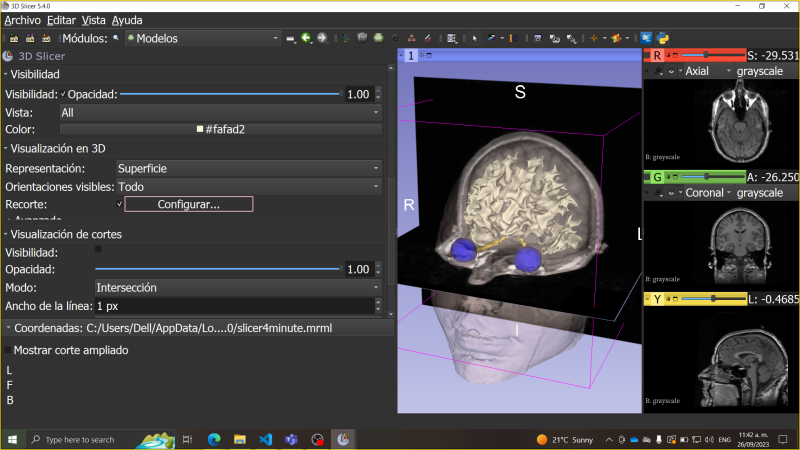 3D Slicer 5.4.0
Archivo Editar Vista Ayuda
Módulos: Modelos
3D Slicer
Visibilidad
Visibilidad: Opacidad: 1.00
Vista: All
Color: #fafad2
Visualización en 3D
Representación: Superficie
Orientaciones visibles: Todo
Recorte: Configurar...
Visualización de cortes
Visibilidad:
Opacidad: 1.00
Modo: Intersección
Ancho de la línea: 1 px
Coordenadas: C:/Users/Dell/AppData/Lo....0/slicer4minute.mrml
Mostrar corte ampliado
L
F
B
1
S
R
L
I
R S: -29.531
Axial grayscale
B: grayscale
G A: -26.250
Coronal grayscale
B: grayscale
Y L: -0.4685
B: grayscale
Type here to search
21°C Sunny
ENG
11:42 a. m.
26/09/2023